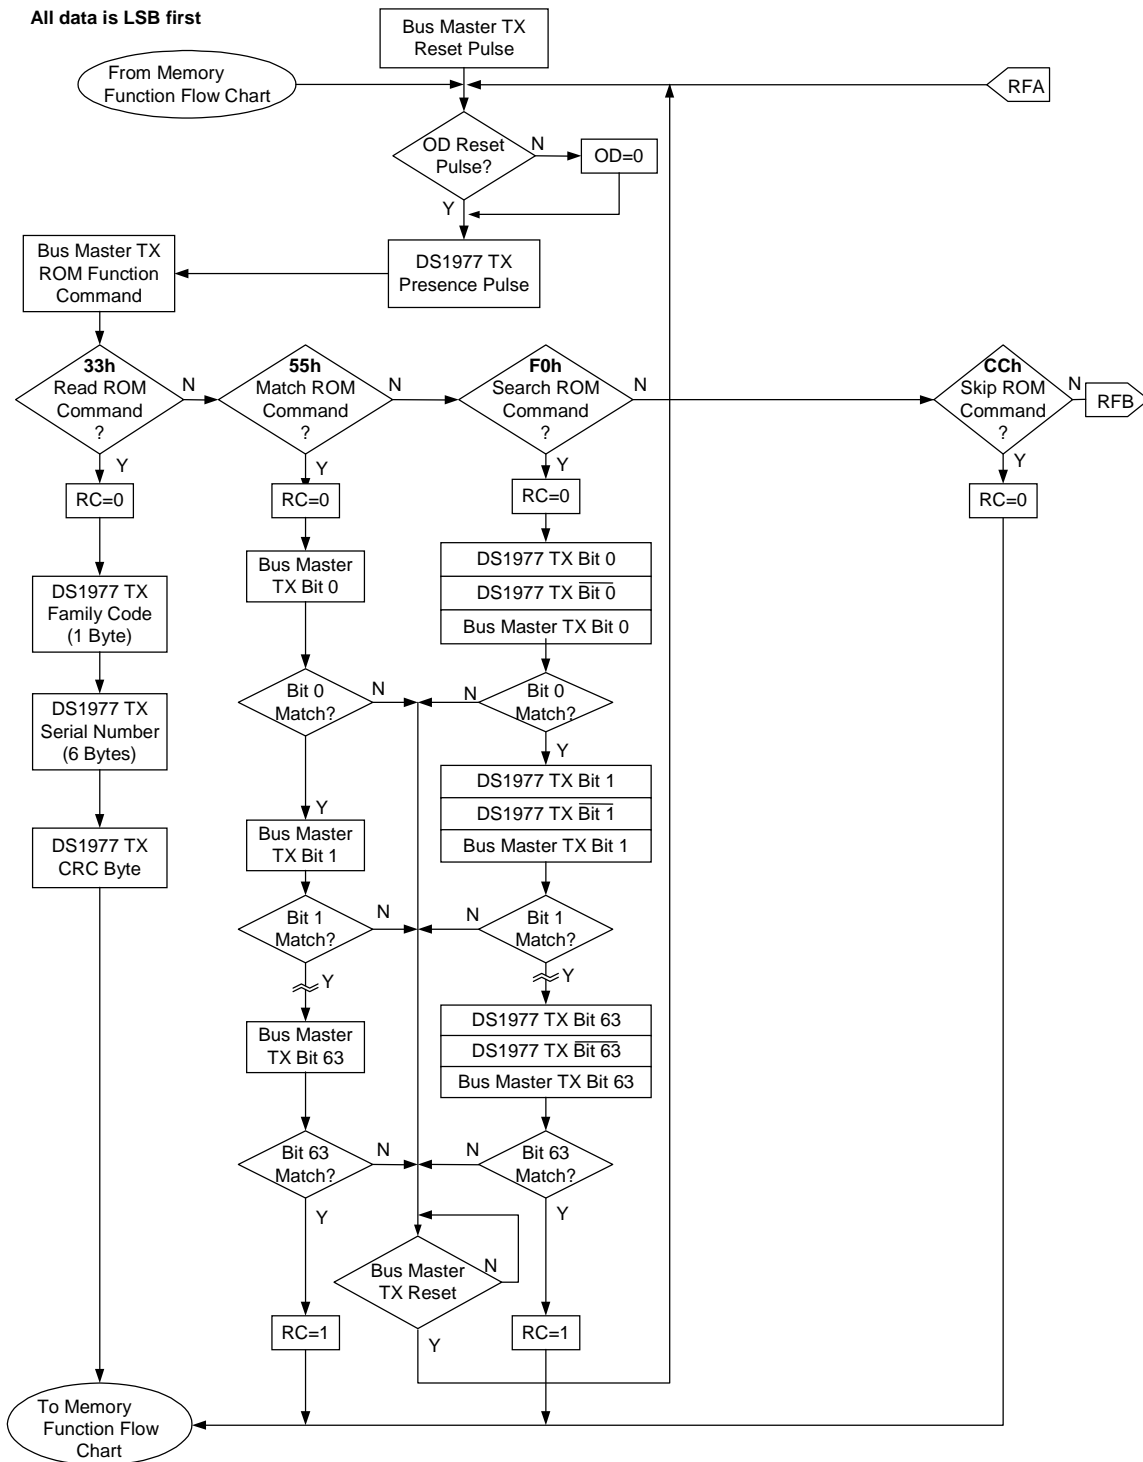 All data is LSB first
Bus Master TX
Reset Pulse
From Memory
Function Flow Chart
RFA
OD Reset
Pulse?
N
OD=0
Y
Bus Master TX
ROM Function
Command
DS1977 TX
Presence Pulse
33h
Read ROM
Command
?
N
Y
55h
Match ROM
Command
?
N
Y
F0h
Search ROM
Command
?
N
Y
CCh
Skip ROM
Command
?
N
Y
RFB
RC=0
RC=0
RC=0
RC=0
DS1977 TX
Family Code
(1 Byte)
DS1977 TX
Serial Number
(6 Bytes)
DS1977 TX
CRC Byte
Bus Master
TX Bit 0
Bit 0
Match?
N
Y
Bus Master
TX Bit 1
Bit 1
Match?
N
Y
Bus Master
TX Bit 63
Bit 63
Match?
N
Y
RC=1
DS1977 TX Bit 0
DS1977 TX B̅i̅t̅ ̅0̅
Bus Master TX Bit 0
Bit 0
Match?
N
Y
DS1977 TX Bit 1
DS1977 TX B̅i̅t̅ ̅1̅
Bus Master TX Bit 1
Bit 1
Match?
N
Y
DS1977 TX Bit 63
DS1977 TX B̅i̅t̅ ̅6̅3̅
Bus Master TX Bit 63
Bit 63
Match?
N
Y
RC=1
Bus Master
TX Reset
N
Y
To Memory
Function Flow
Chart